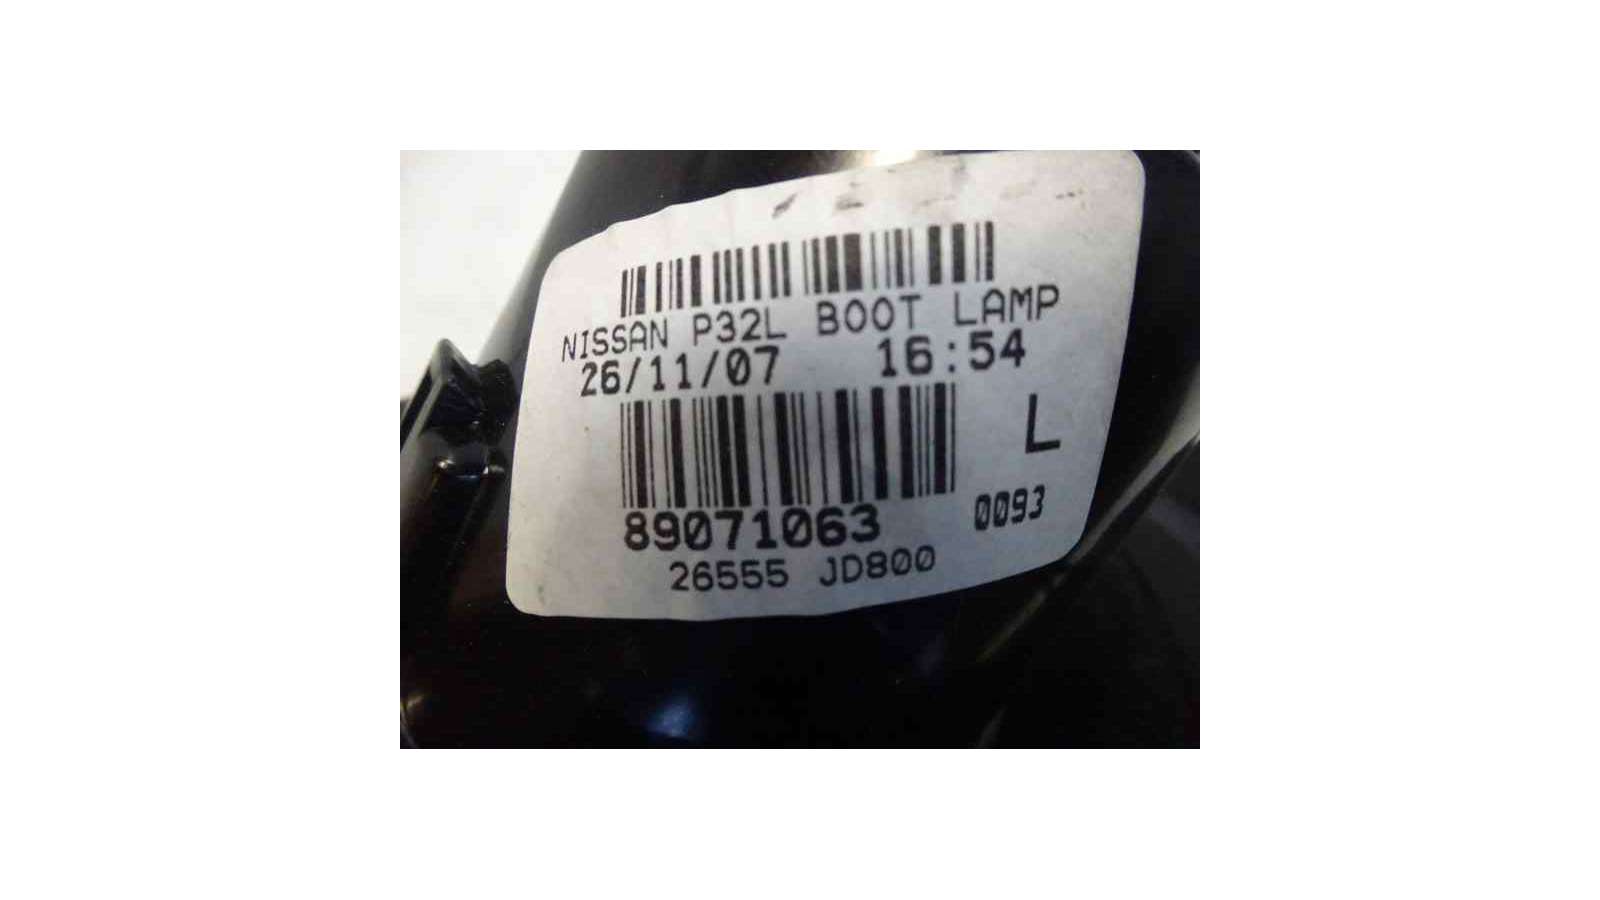 NISSAN P32L BOOT LAMP
26/11/07 16:54
L
89071063 0093
26555 JD800